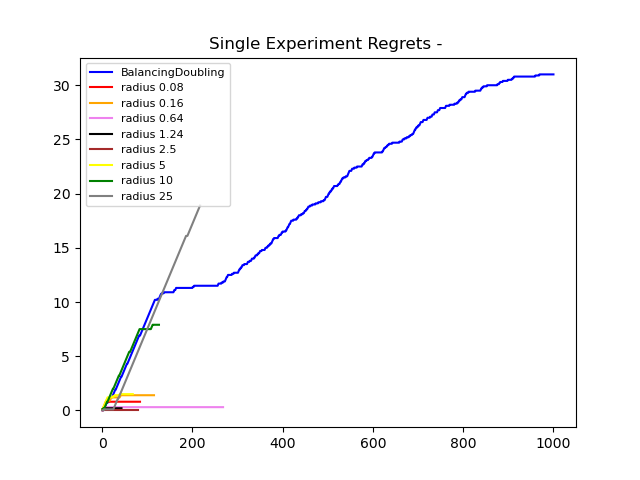 Single Experiment Regrets -
BalancingDoubling
radius 0.08
radius 0.16
radius 0.64
radius 1.24
radius 2.5
radius 5
radius 10
radius 25
30
25
20
15
10
5
0
0 200 400 600 800 1000